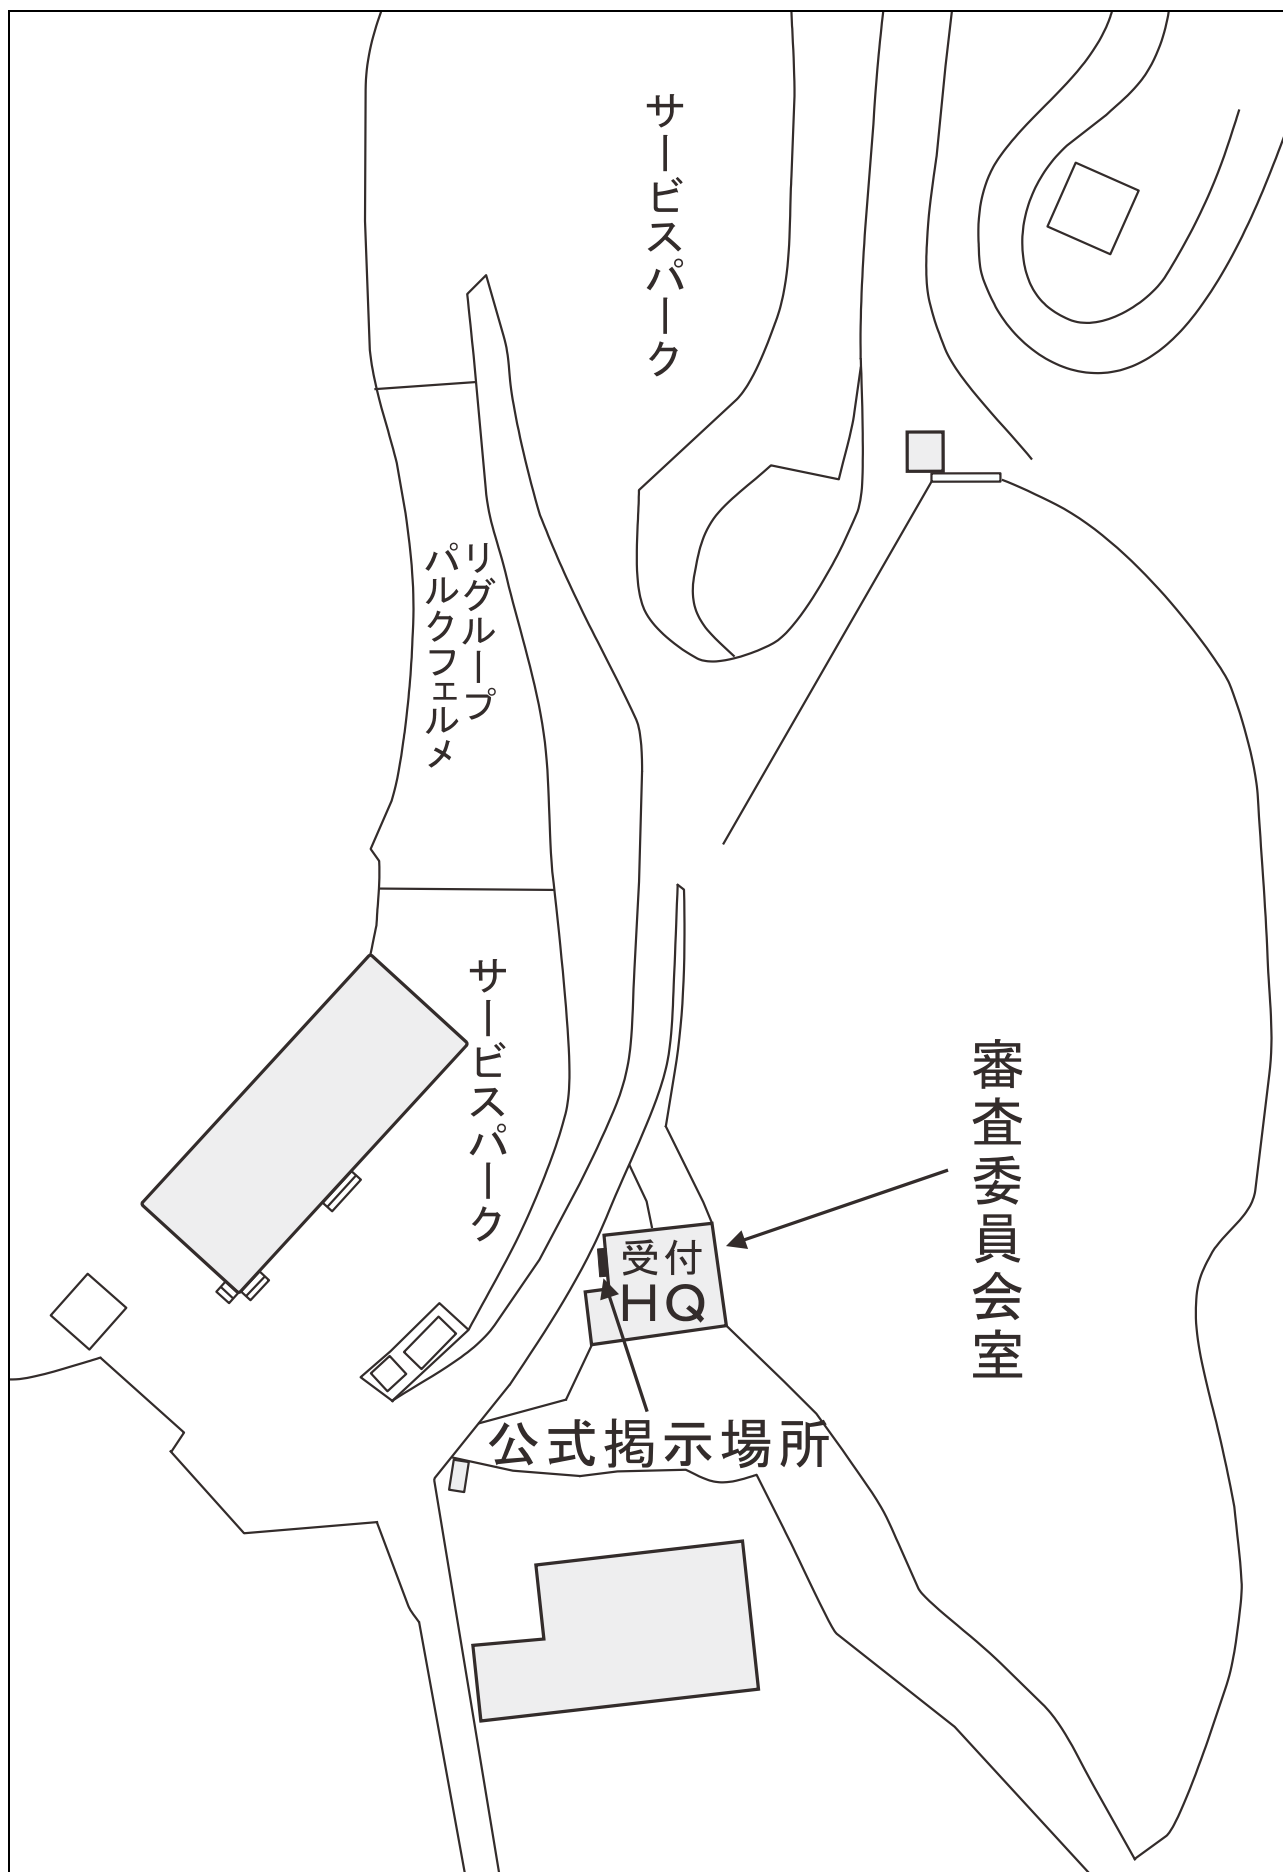 サービスパーク
リグループ
パルクフェルメ
サービスパーク
審査委員会室
受付
HQ
公式掲示場所